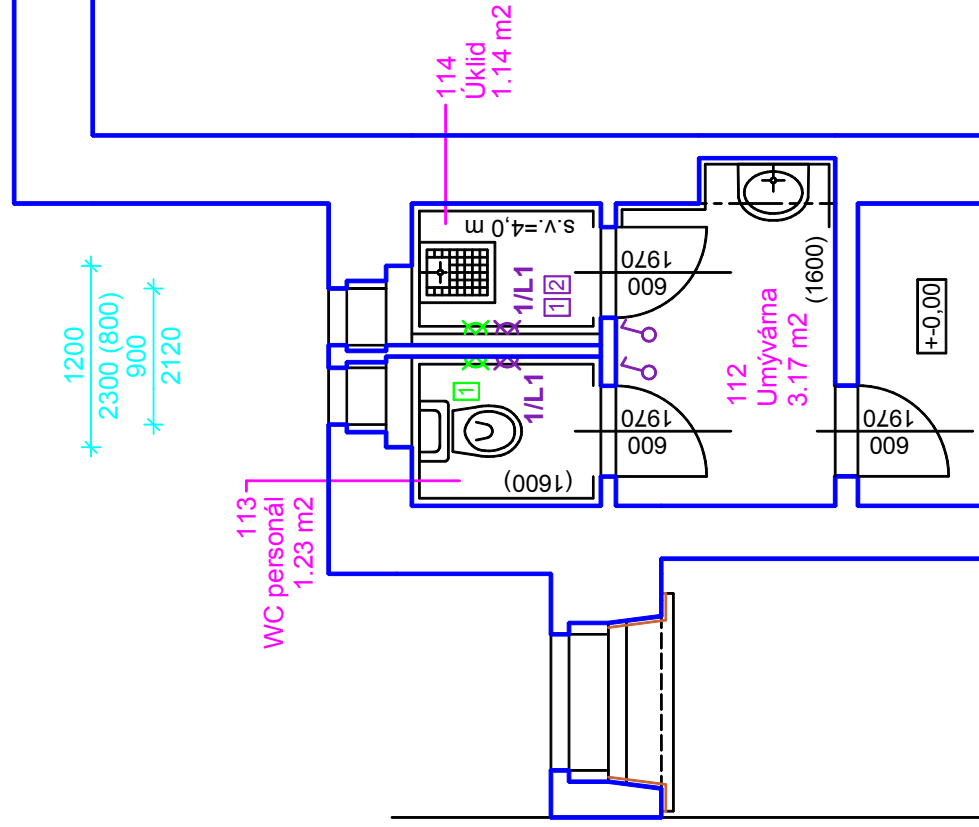 114
Úklid
1.14 m2
1200
2300 (800)
900
2120
s.v.=4,0 m
1/L1
1 2
1970
600
(1600)
+-0,00
112
Umývárna
3.17 m2
1
1/L1
1970
600
1970
600
(1600)
113
WC personál
1.23 m2